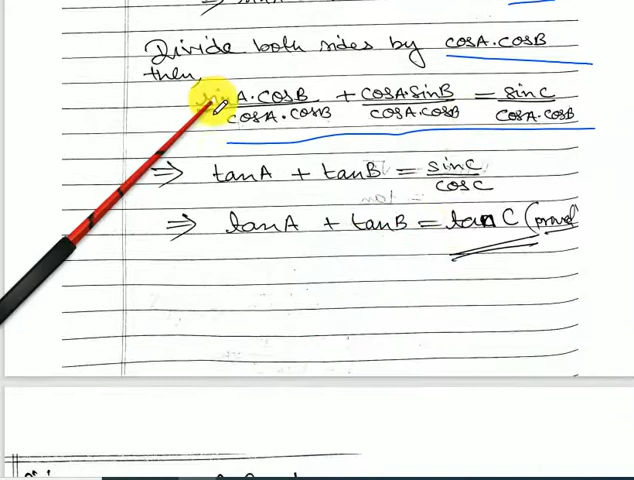 Divide both sides by cosA.cosB
then,
sinA.cosB/cosA.cosB + cosA.sinB/cosA.cosB = sinC/cosA.cosB
⇒ tanA + tanB = sinC/cosC
⇒ tanA + tanB = tanC (proved